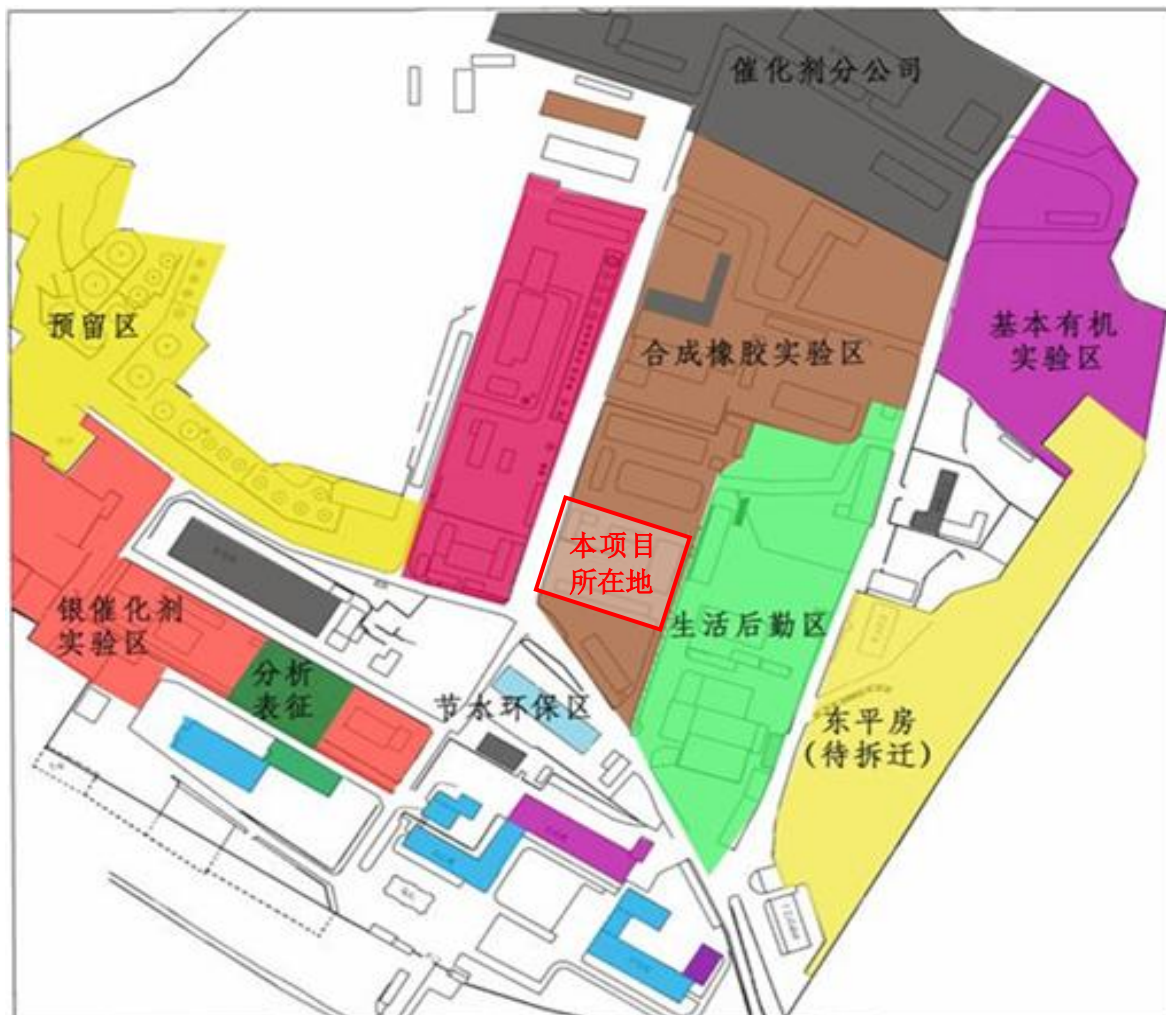 催化剂分公司
预留区
合成橡胶实验区
基本有机
实验区
本项目
所在地
银催化剂
实验区
分析
表征
节水环保区
生活后勤区
东平房
(待拆迁)